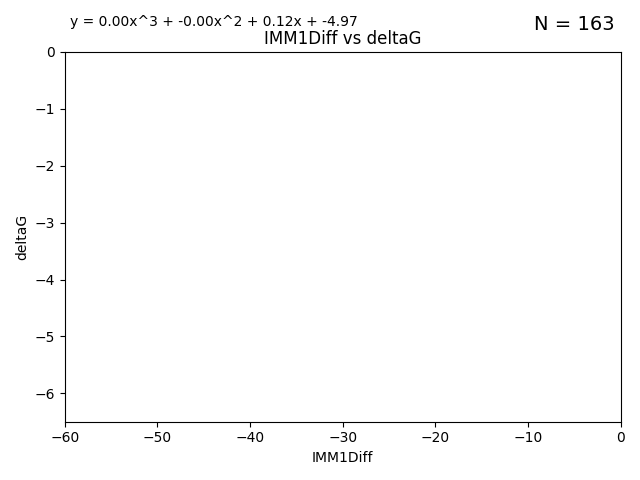 y = 0.00x^3 + -0.00x^2 + 0.12x + -4.97
N = 163
IMM1Diff vs deltaG
0
−1
−2
−3
−4
−5
−6
deltaG
−60 −50 −40 −30 −20 −10 0
IMM1Diff